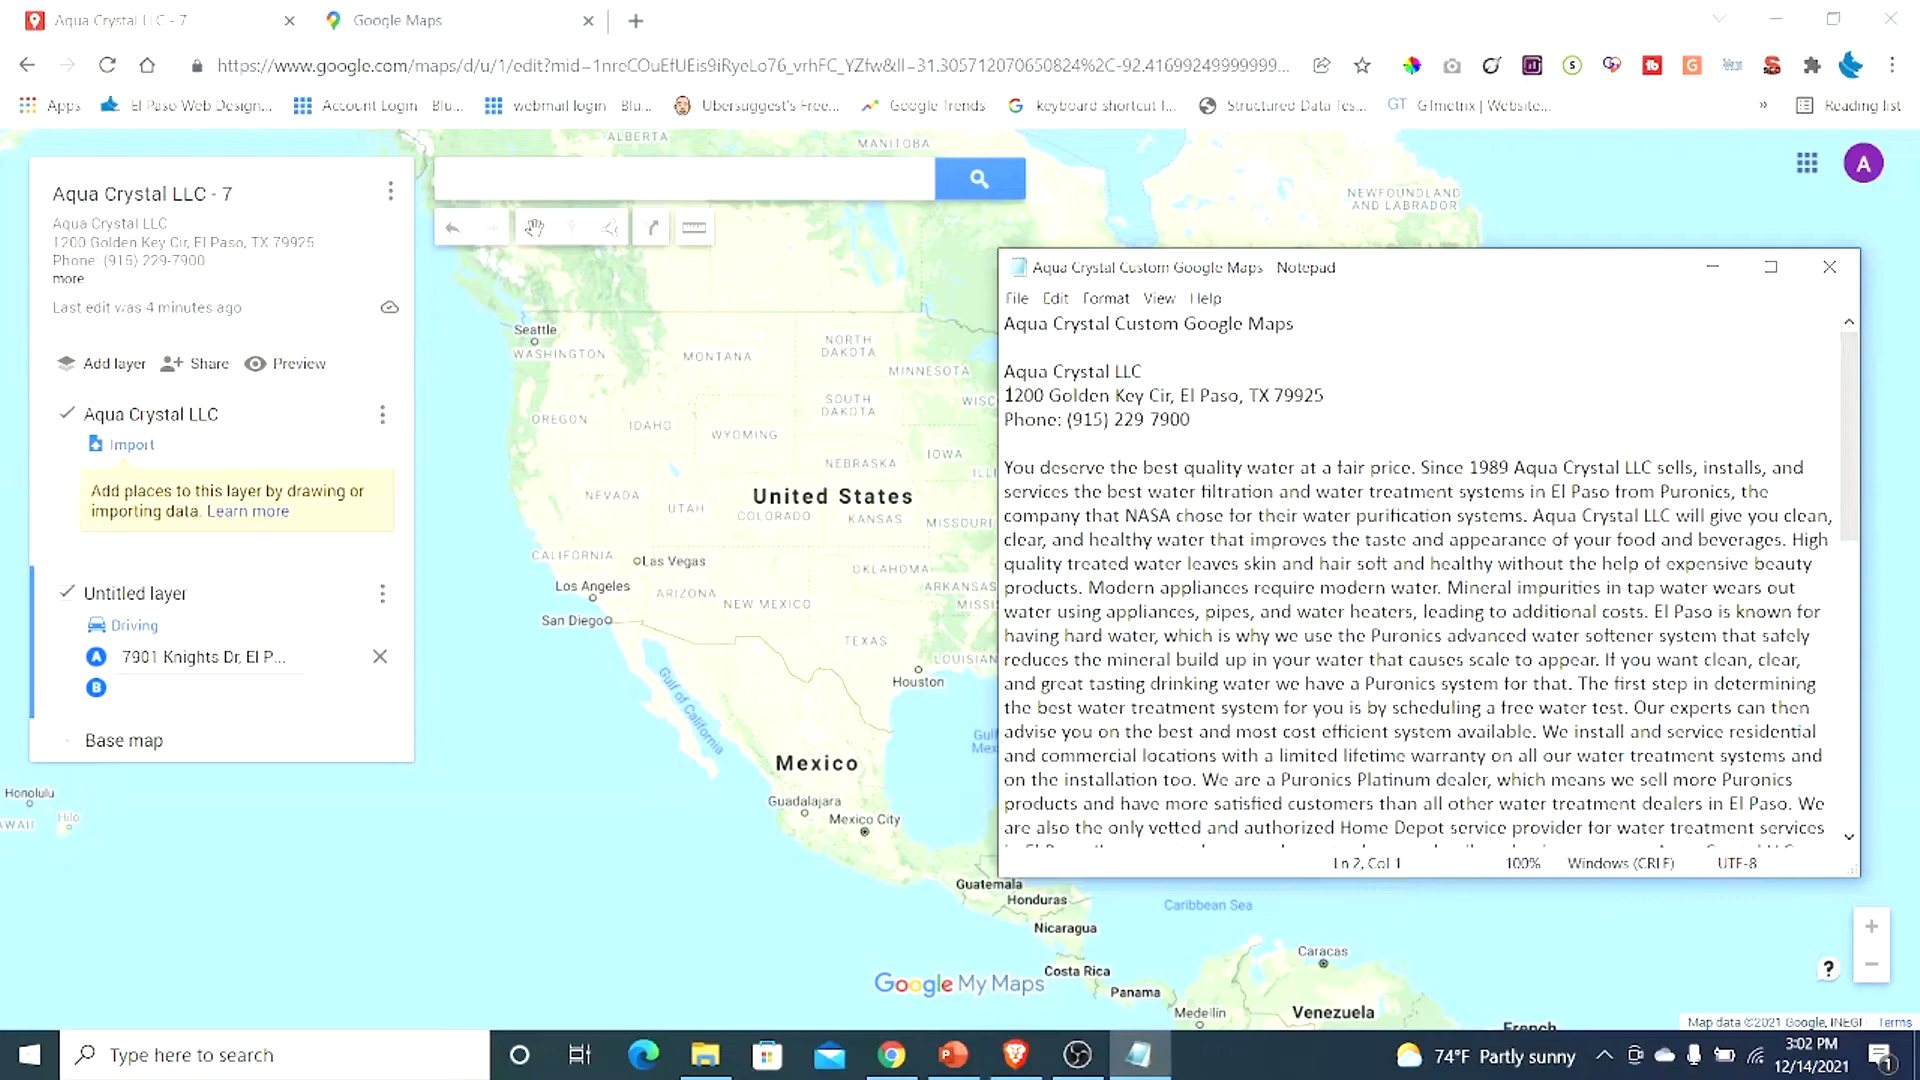 Aqua Crystal LLC - 7
Google Maps
https://www.google.com/maps/d/u/1/edit?mid=1nreCOuEfUEis9iRyeLo76_vrhFC_YZfw&ll=31.305712070650824%2C-92.41699249999999...
Apps
El Paso Web Design...
Account Login - Blu...
webmail login - Blu...
Ubersuggest's Free...
Google Trends
keyboard shortcut f...
Structured Data Tes...
GTmetrix | Website...
»
Reading list
Aqua Crystal LLC - 7
Aqua Crystal LLC
1200 Golden Key Cir, El Paso, TX 79925
Phone: (915) 229-7900
more
Last edit was 4 minutes ago
Add layer
Share
Preview
Aqua Crystal LLC
Import
Add places to this layer by drawing or
importing data. Learn more
Untitled layer
Driving
A 7901 Knights Dr, El P...
B
Base map
A
ALBERTA
MANITOBA
NEWFOUNDLAND
AND LABRADOR
Seattle
WASHINGTON
MONTANA
NORTH
DAKOTA
MINNESOTA
OREGON
IDAHO
SOUTH
DAKOTA
WISC
WYOMING
IOWA
NEBRASKA
ILLI
NEVADA
UTAH
United States
COLORADO
KANSAS
MISSOURI
CALIFORNIA
Las Vegas
OKLAHOMA
Los Angeles
ARIZONA
NEW MEXICO
ARKANSAS
MISSI
San Diego
TEXAS
LOUISIAN
Houston
Gulf of California
Gul
Mex
Mexico
Honolulu
WAII
Hilo
Guadalajara
Mexico City
Guatemala
Honduras
Nicaragua
Caribbean Sea
Costa Rica
Panama
Caracas
Medellín
Venezuela
French
Google My Maps
Map data ©2021 Google, INEGI Terms
Aqua Crystal Custom Google Maps - Notepad
File Edit Format View Help
Aqua Crystal Custom Google Maps
Aqua Crystal LLC
1200 Golden Key Cir, El Paso, TX 79925
Phone: (915) 229 7900
You deserve the best quality water at a fair price. Since 1989 Aqua Crystal LLC sells, installs, and
services the best water filtration and water treatment systems in El Paso from Puronics, the
company that NASA chose for their water purification systems. Aqua Crystal LLC will give you clean,
clear, and healthy water that improves the taste and appearance of your food and beverages. High
quality treated water leaves skin and hair soft and healthy without the help of expensive beauty
products. Modern appliances require modern water. Mineral impurities in tap water wears out
water using appliances, pipes, and water heaters, leading to additional costs. El Paso is known for
having hard water, which is why we use the Puronics advanced water softener system that safely
reduces the mineral build up in your water that causes scale to appear. If you want clean, clear,
and great tasting drinking water we have a Puronics system for that. The first step in determining
the best water treatment system for you is by scheduling a free water test. Our experts can then
advise you on the best and most cost efficient system available. We install and service residential
and commercial locations with a limited lifetime warranty on all our water treatment systems and
on the installation too. We are a Puronics Platinum dealer, which means we sell more Puronics
products and have more satisfied customers than all other water treatment dealers in El Paso. We
are also the only vetted and authorized Home Depot service provider for water treatment services
Ln 2, Col 1
100%
Windows (CRLF)
UTF-8
Type here to search
74°F Partly sunny
3:02 PM
12/14/2021
1